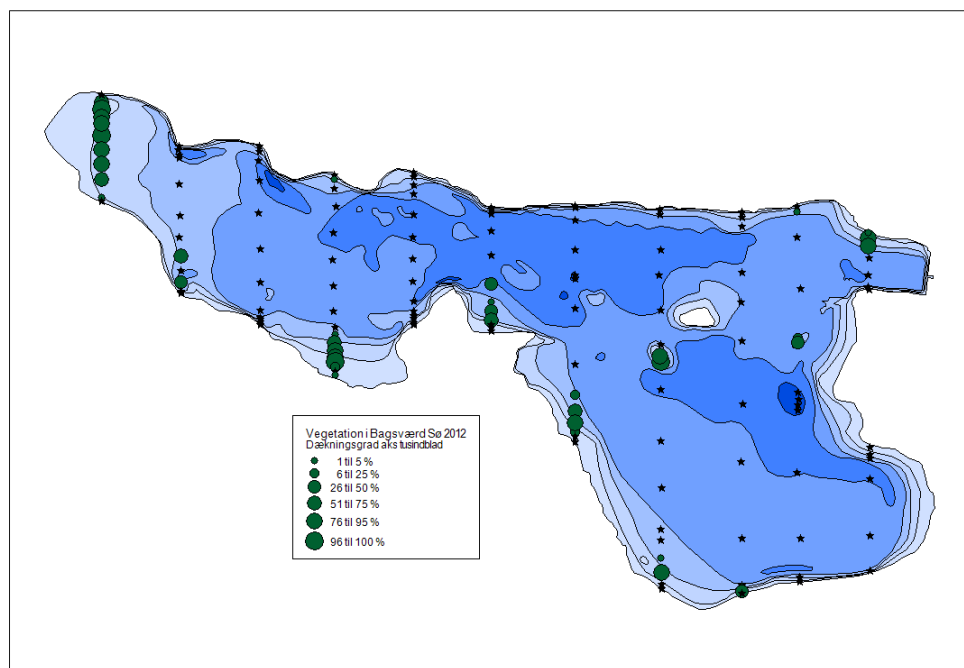 Vegetation i Bagsværd Sø 2012
Dækningsgrad aks tusindblad
1 til 5 %
6 til 25 %
26 til 50 %
51 til 75 %
76 til 95 %
96 til 100 %